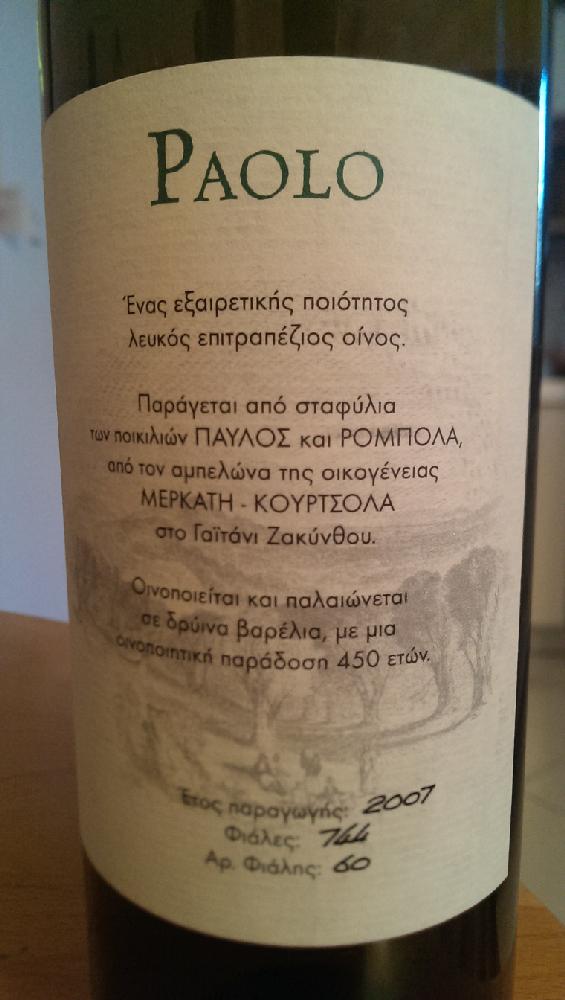 PAOLO
Ένας εξαιρετικής ποιότητος
λευκός επιτραπέζιος οίνος.
Παράγεται από σταφύλια
των ποικιλιών ΠΑΥΛΟΣ και ΡΟΜΠΟΛΑ,
από τον αμπελώνα της οικογένειας
ΜΕΡΚΑΤΗ - ΚΟΥΡΤΣΟΛΑ
στο Γαϊτάνι Ζακύνθου.
Οινοποιείται και παλαιώνεται
σε δρύινα βαρέλια, με μια
οινοποιητική παράδοση 450 ετών.
Έτος παραγωγής: 2007
Φιάλες: 744
Αρ. Φιάλης: 60